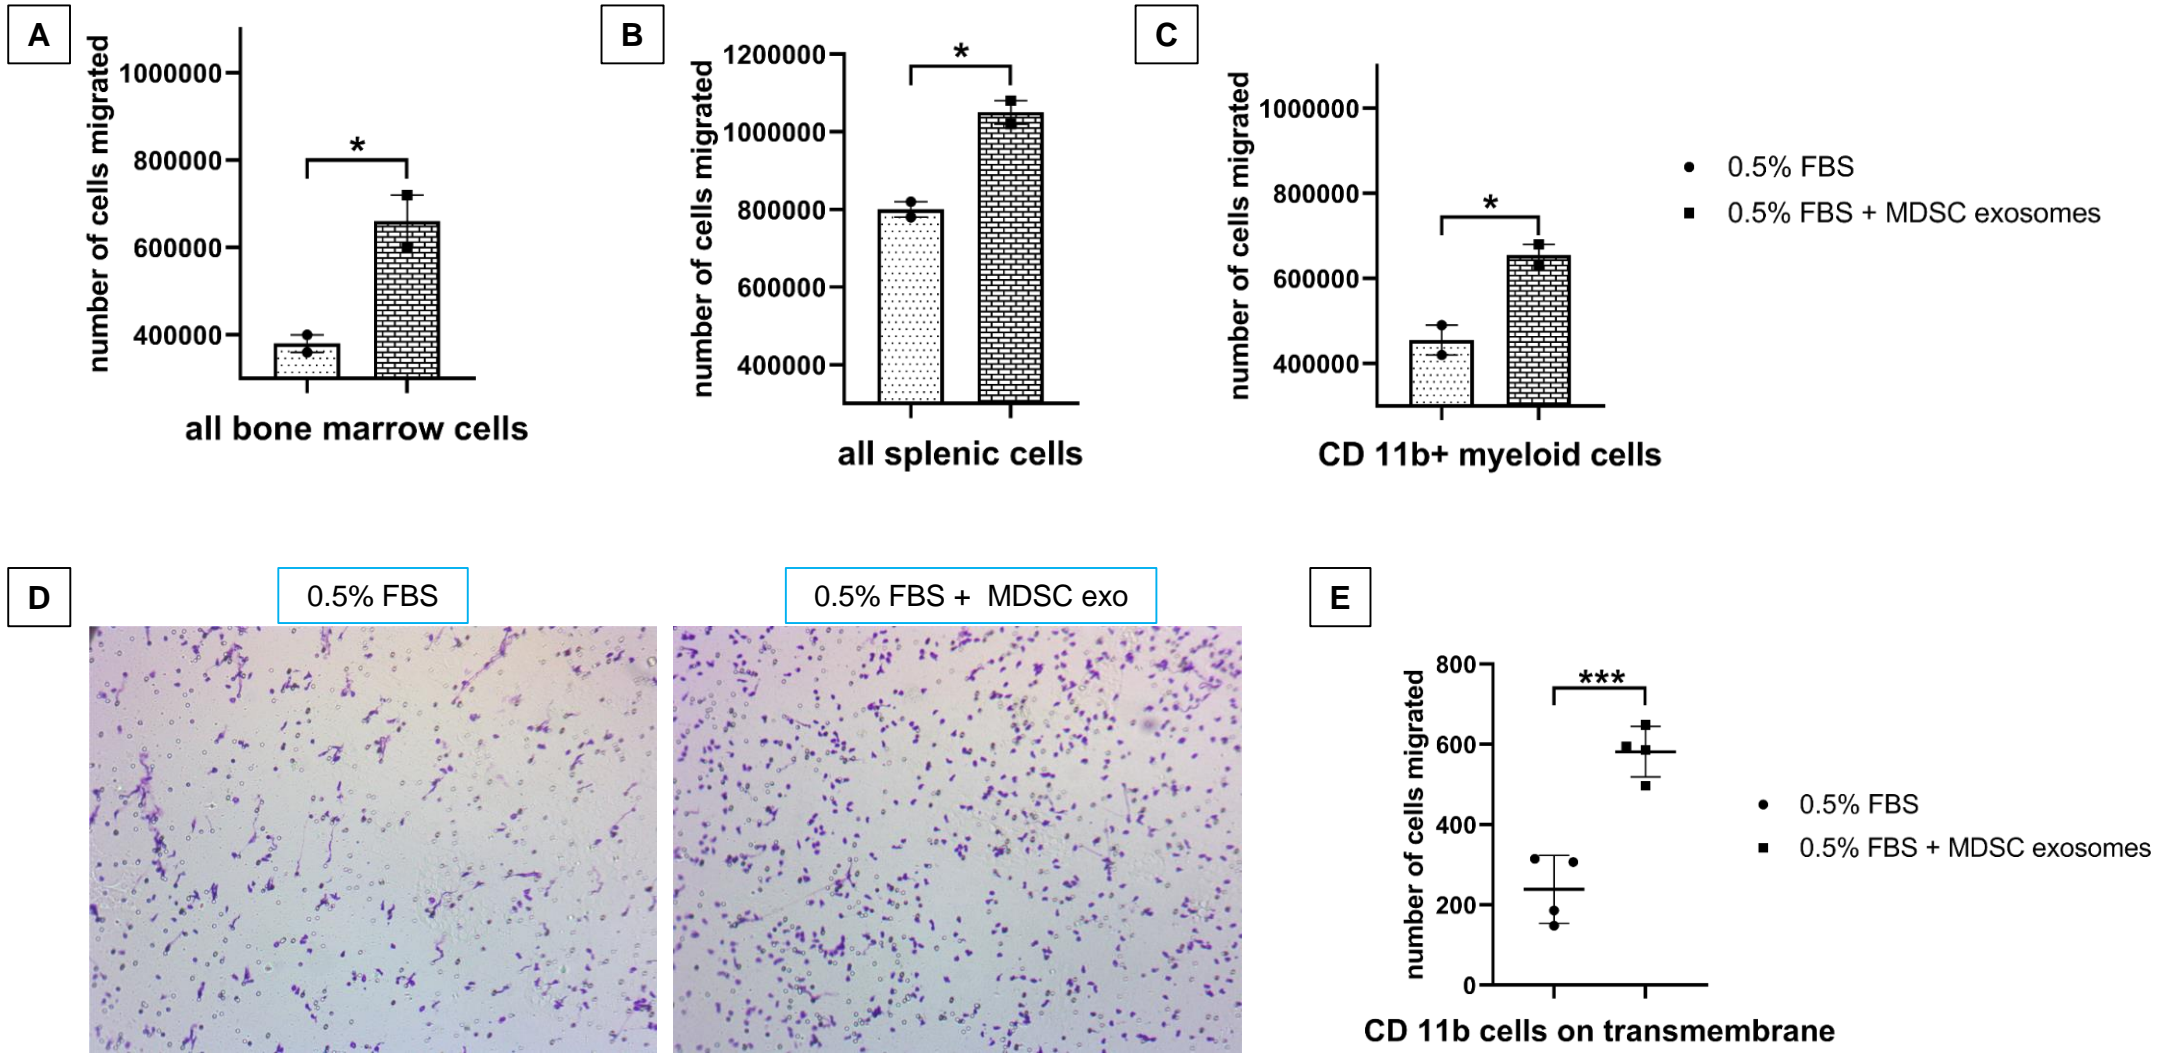 A
number of cells migrated
1000000
800000
600000
400000
*
all bone marrow cells
B
number of cells migrated
1200000
1000000
800000
600000
400000
*
all splenic cells
C
number of cells migrated
1000000
800000
600000
400000
*
CD 11b+ myeloid cells
0.5% FBS
0.5% FBS + MDSC exosomes
D
0.5% FBS
0.5% FBS + MDSC exo
E
number of cells migrated
800
600
400
200
0
***
CD 11b cells on transmembrane
0.5% FBS
0.5% FBS + MDSC exosomes